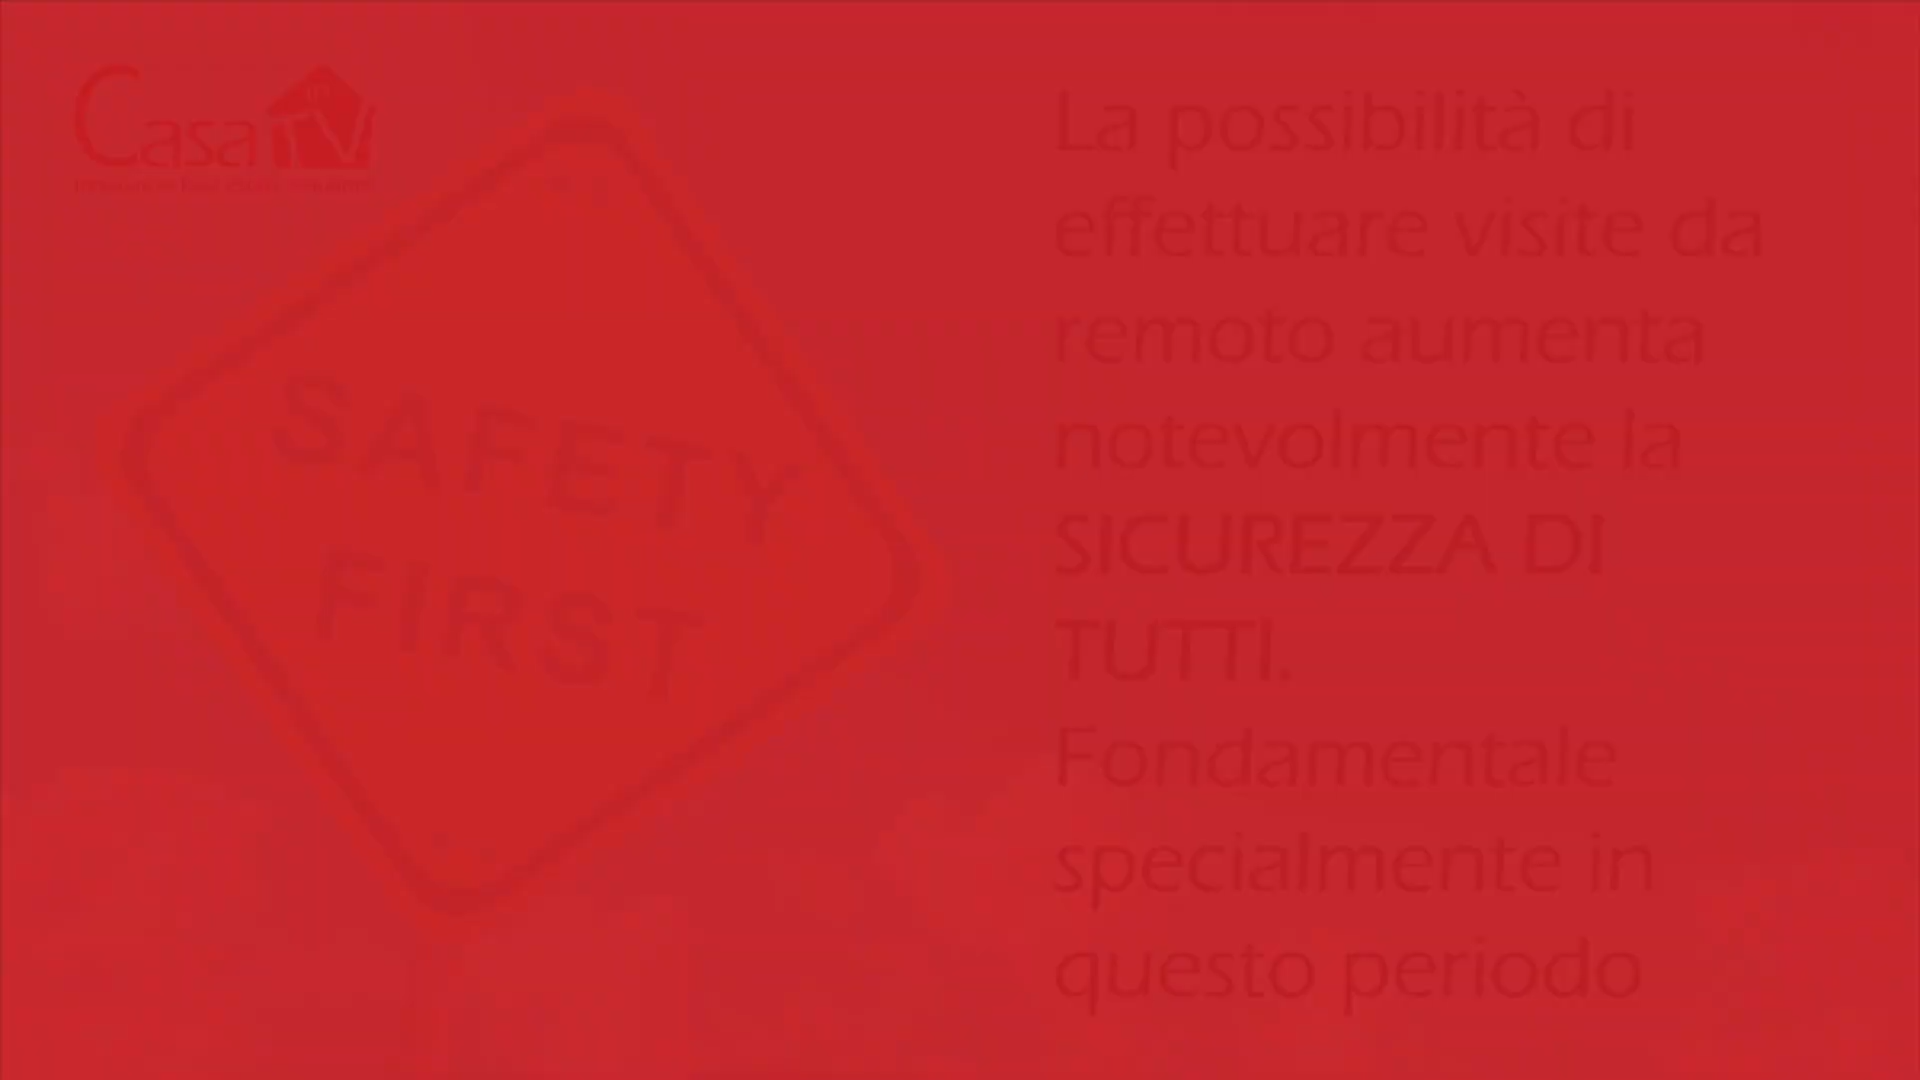 Casa in TV
SAFETY
FIRST
La possibilità di
effettuare visite da
remoto aumenta
notevolmente la
SICUREZZA DI
TUTTI.
Fondamentale
specialmente in
questo periodo